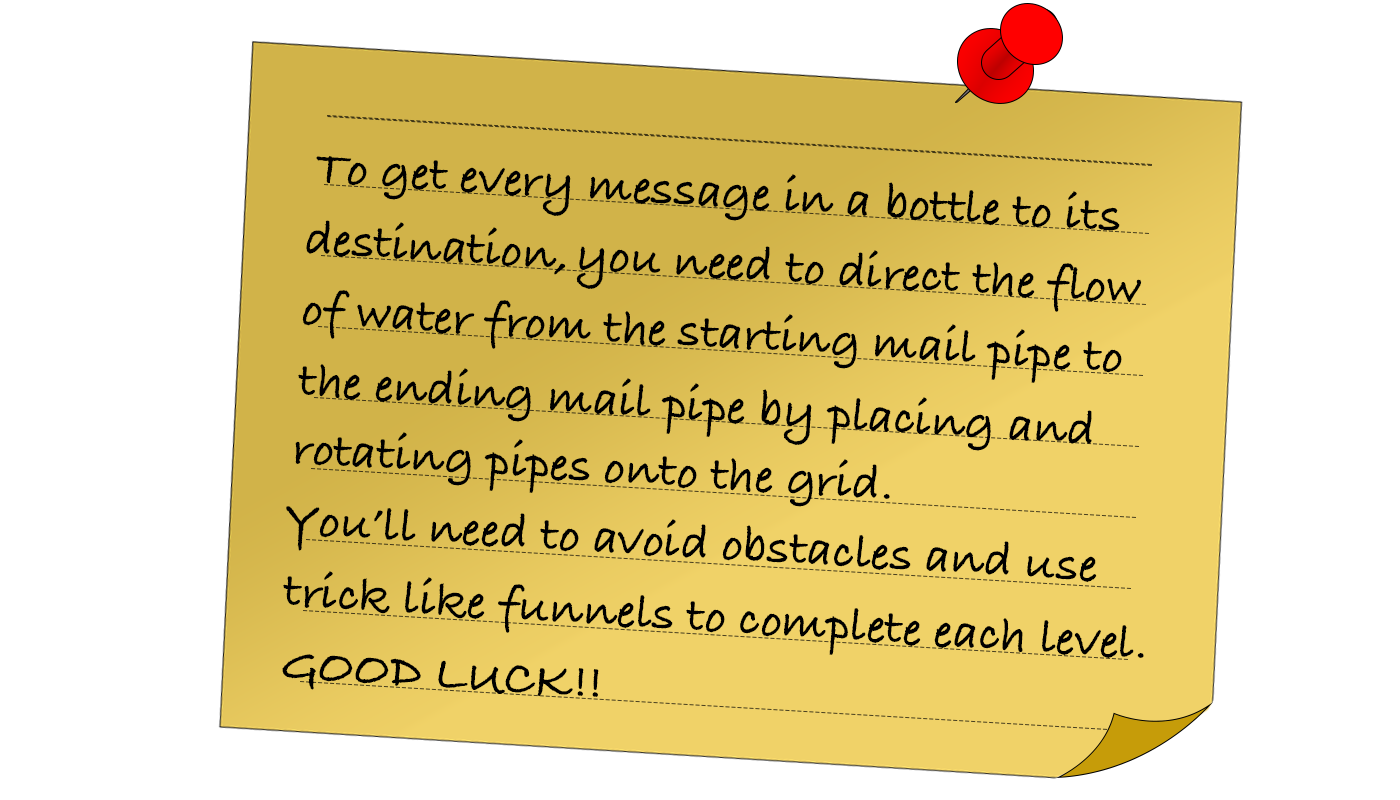 To get every message in a bottle to its
destination, you need to direct the flow
of water from the starting mail pipe to
the ending mail pipe by placing and
rotating pipes onto the grid.
You'll need to avoid obstacles and use
trick like funnels to complete each level.
GOOD LUCK!!